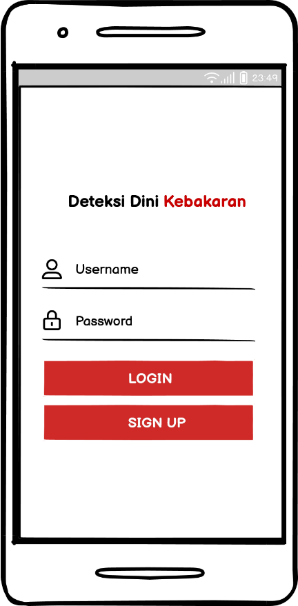 23:49
Deteksi Dini Kebakaran
Username
Password
LOGIN
SIGN UP